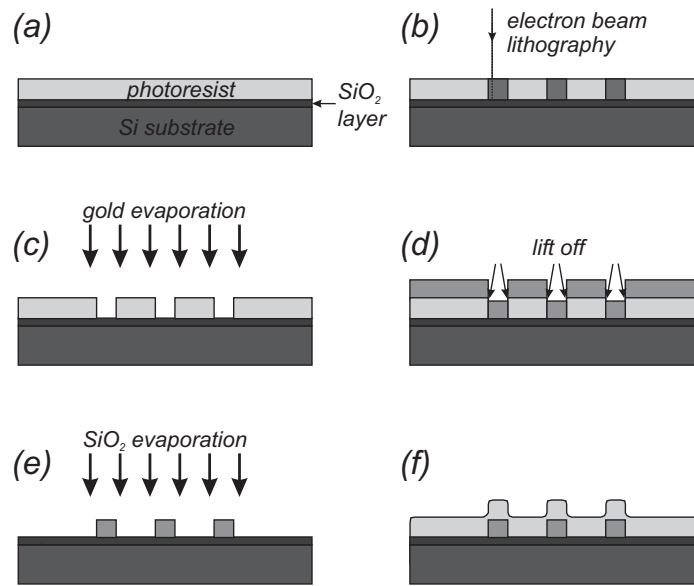 (a)
photoresist
SiO₂
layer
Si substrate
(b)
electron beam
lithography
(c)
gold evaporation
(d)
lift off
(e)
SiO₂ evaporation
(f)